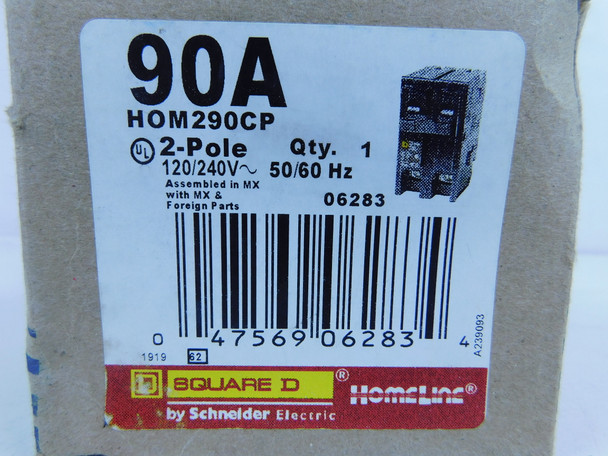 90A
HOM290CP
UL 2-Pole Qty. 1
120/240V~ 50/60 Hz
Assembled in MX
with MX &
Foreign Parts
06283
0 47569 06283 4
A239093
1919 62
D SQUARE D® HOMELINE®
by Schneider Electric